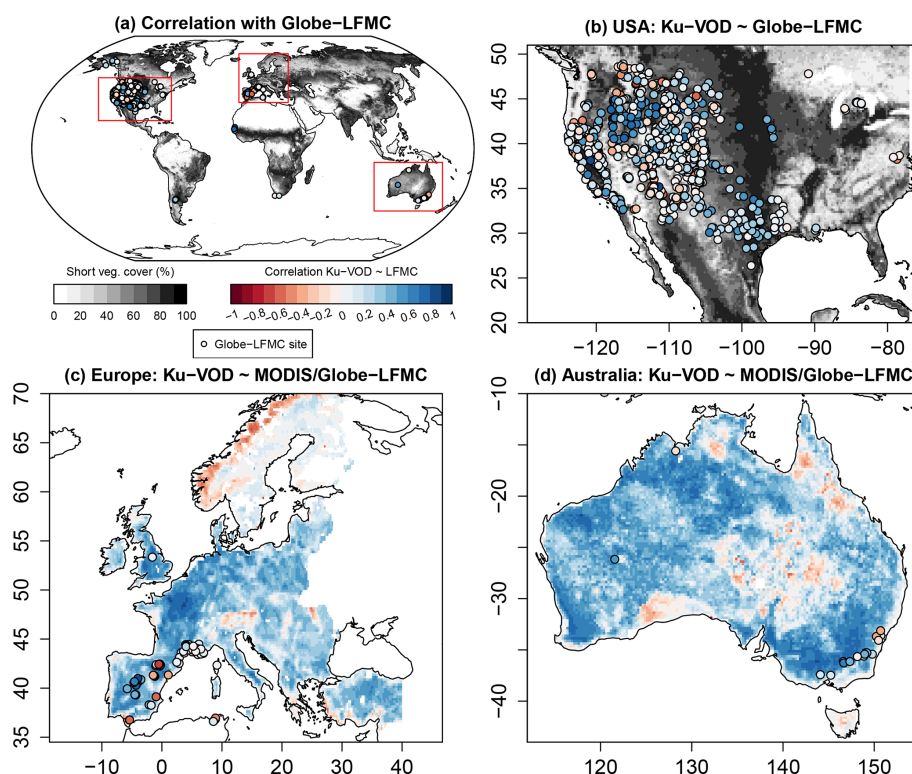 (a) Correlation with Globe−LFMC
Short veg. cover (%)
0 20 40 60 80 100
Correlation Ku−VOD ~ LFMC
−1 −0.8 −0.6 −0.4 −0.2 0 0.2 0.4 0.6 0.8 1
Globe−LFMC site
(b) USA: Ku−VOD ~ Globe−LFMC
50
45
40
35
30
25
20
−120 −110 −100 −90 −80
(c) Europe: Ku−VOD ~ MODIS/Globe−LFMC
70
65
60
55
50
45
40
35
−10 0 10 20 30 40
(d) Australia: Ku−VOD ~ MODIS/Globe−LFMC
−10
−20
−30
−40
120 130 140 150